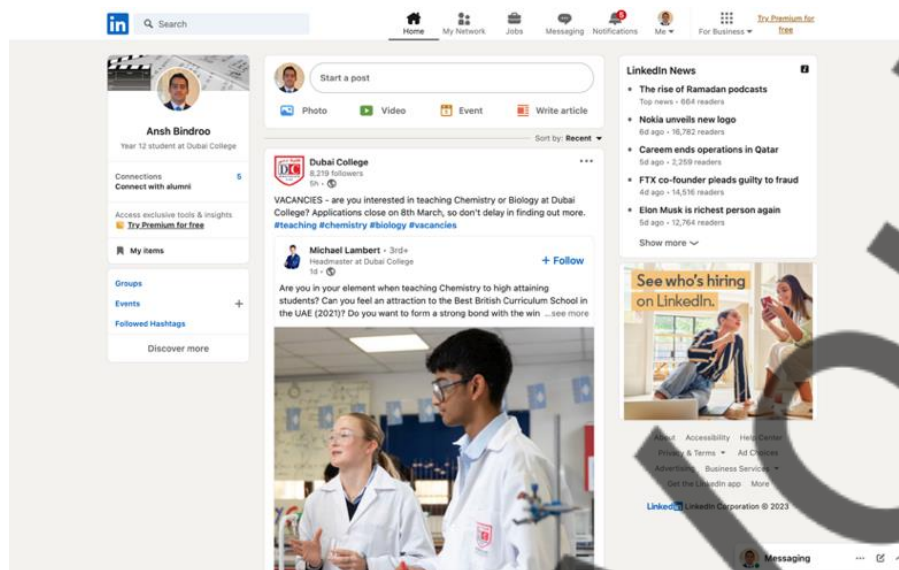 in
Search
Home
My Network
Jobs
Messaging
5
Notifications
Me
For Business
Try Premium for
free
Ansh Bindroo
Year 12 student at Dubai College
Connections 5
Connect with alumni
Access exclusive tools & insights
Try Premium for free
My items
Groups
Events +
Followed Hashtags
Discover more
Start a post
Photo
Video
Event
Write article
Sort by: Recent
Dubai College
8,219 followers
5h •
VACANCIES - are you interested in teaching Chemistry or Biology at Dubai
College? Applications close on 8th March, so don't delay in finding out more.
#teaching #chemistry #biology #vacancies
Michael Lambert • 3rd+
Headmaster at Dubai College
1d •
+ Follow
Are you in your element when teaching Chemistry to high attaining
students? Can you feel an attraction to the Best British Curriculum School in
the UAE (2021)? Do you want to form a strong bond with the win ...see more
LinkedIn News
The rise of Ramadan podcasts
Top news • 664 readers
Nokia unveils new logo
6d ago • 16,782 readers
Careem ends operations in Qatar
5d ago • 2,259 readers
FTX co-founder pleads guilty to fraud
4d ago • 14,516 readers
Elon Musk is richest person again
5d ago • 12,764 readers
Show more
See who's hiring
on LinkedIn.
About Accessibility Help Center
Privacy & Terms Ad Choices
Advertising Business Services
Get the LinkedIn app More
LinkedIn LinkedIn Corporation © 2023
Messaging